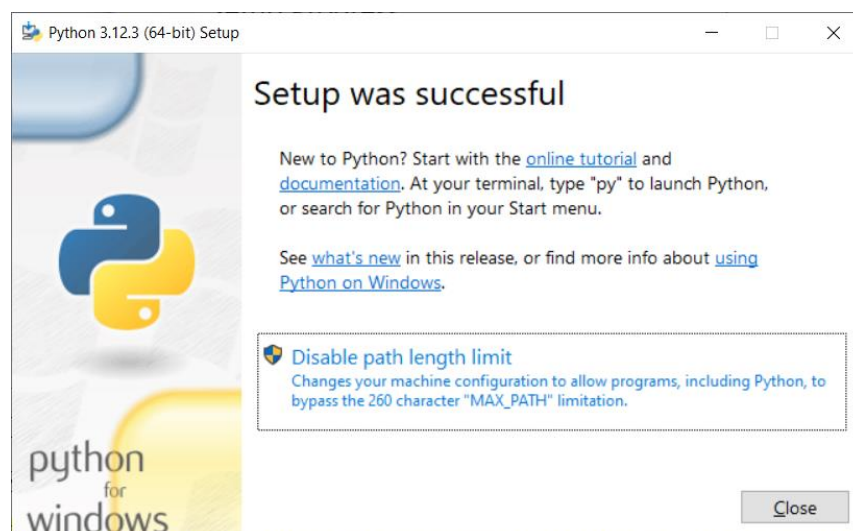 Python 3.12.3 (64-bit) Setup
Setup was successful
New to Python? Start with the online tutorial and
documentation. At your terminal, type "py" to launch Python,
or search for Python in your Start menu.
See what's new in this release, or find more info about using
Python on Windows.
Disable path length limit
Changes your machine configuration to allow programs, including Python, to
bypass the 260 character "MAX_PATH" limitation.
python
for
windows
Close